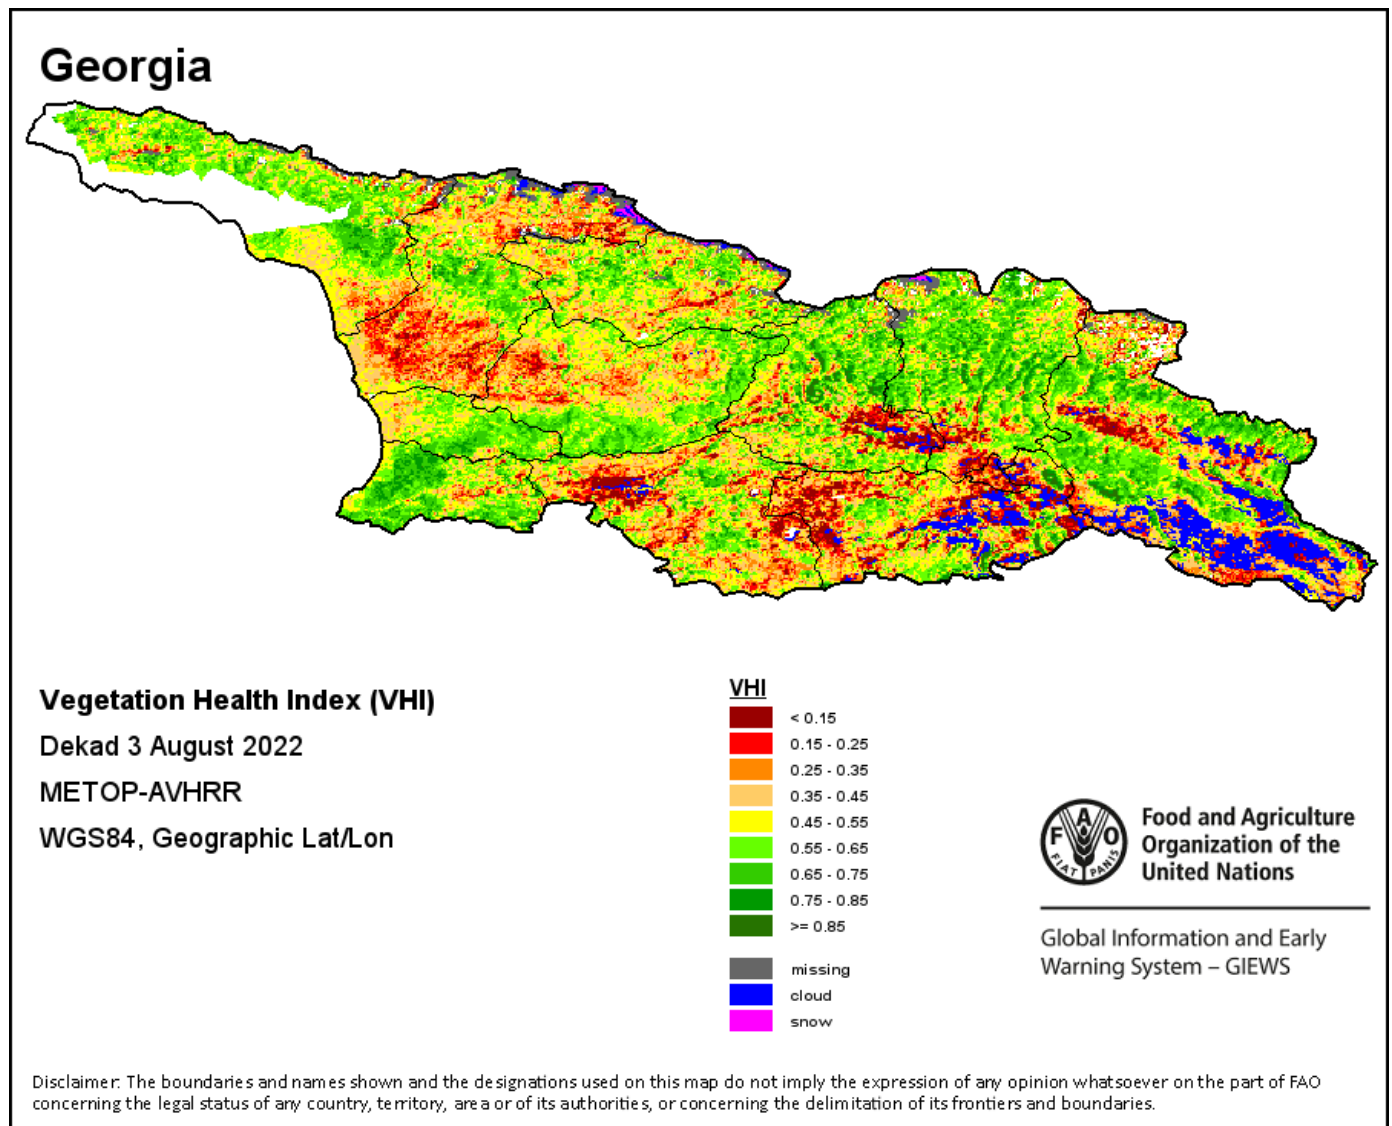 Georgia
Vegetation Health Index (VHI)
Dekad 3 August 2022
METOP-AVHRR
WGS84, Geographic Lat/Lon
VHI
< 0.15
0.15 - 0.25
0.25 - 0.35
0.35 - 0.45
0.45 - 0.55
0.55 - 0.65
0.65 - 0.75
0.75 - 0.85
>= 0.85
missing
cloud
snow
F A O
FIAT PANIS
Food and Agriculture
Organization of the
United Nations
Global Information and Early
Warning System – GIEWS
Disclaimer: The boundaries and names shown and the designations used on this map do not imply the expression of any opinion whatsoever on the part of FAO
concerning the legal status of any country, territory, area or of its authorities, or concerning the delimitation of its frontiers and boundaries.